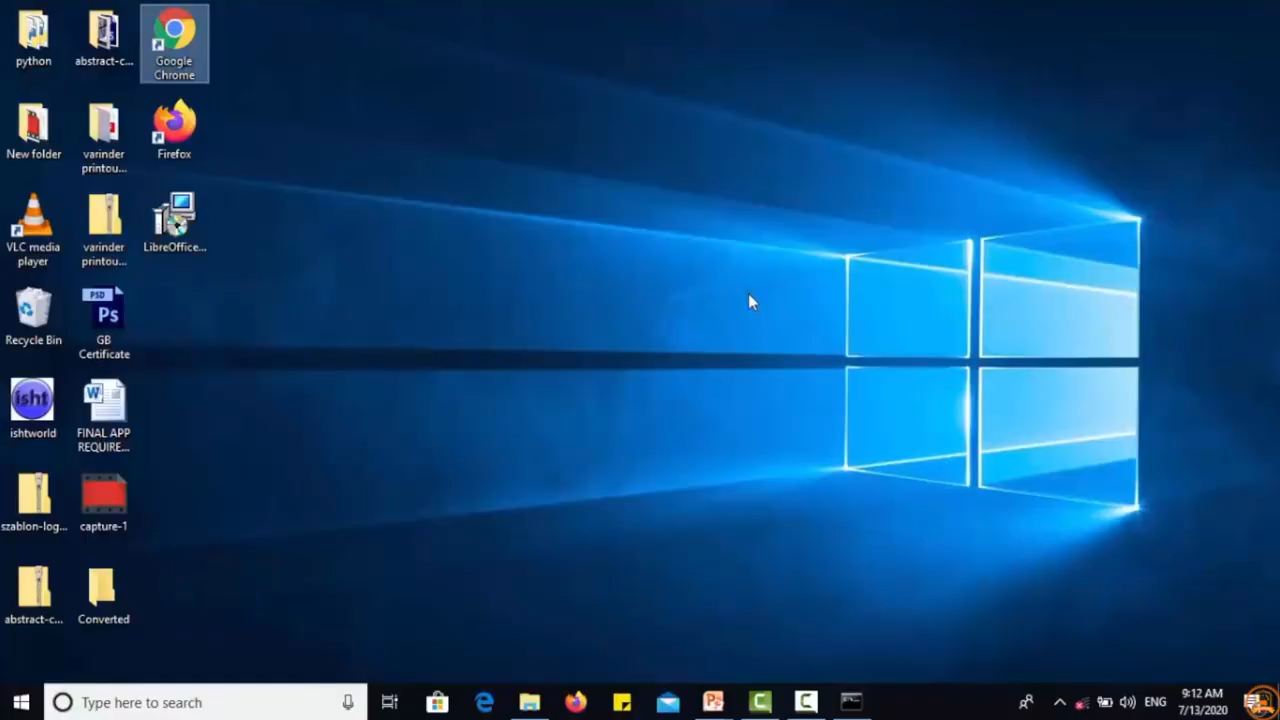 python
abstract-c...
Google
Chrome
New folder
varinder
printou...
Firefox
VLC media
player
varinder
printou...
LibreOffice...
Recycle Bin
PSD
Ps
GB
Certificate
isht
ishtworld
W
FINAL APP
REQUIRE...
szablon-log...
capture-1
abstract-c...
Converted
Type here to search
ENG
9:12 AM
7/13/2020